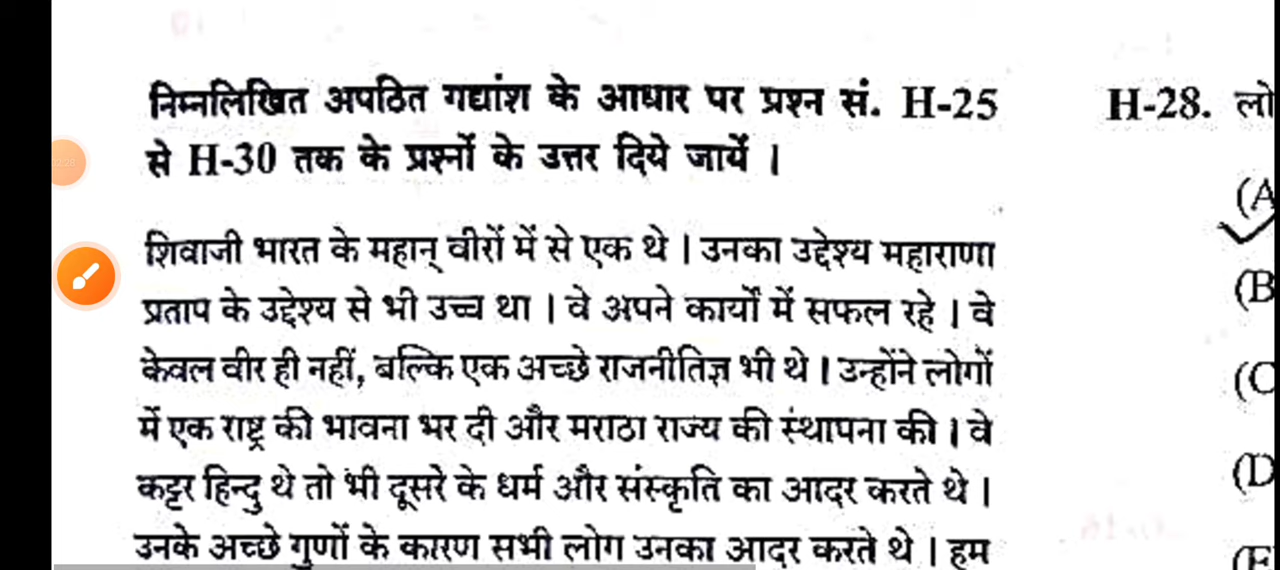 निम्नलिखित अपठित गद्यांश के आधार पर प्रश्न सं. H-25
से H-30 तक के प्रश्नों के उत्तर दिये जायें ।
शिवाजी भारत के महान् वीरों में से एक थे । उनका उद्देश्य महाराणा
प्रताप के उद्देश्य से भी उच्च था । वे अपने कार्यों में सफल रहे । वे
केवल वीर ही नहीं, बल्कि एक अच्छे राजनीतिज्ञ भी थे । उन्होंने लोगों
में एक राष्ट्र की भावना भर दी और मराठा राज्य की स्थापना की । वे
कट्टर हिन्दु थे तो भी दूसरे के धर्म और संस्कृति का आदर करते थे ।
उनके अच्छे गुणों के कारण सभी लोग उनका आदर करते थे । हम
H-28. लो
(A
(B
(C
(D
(E